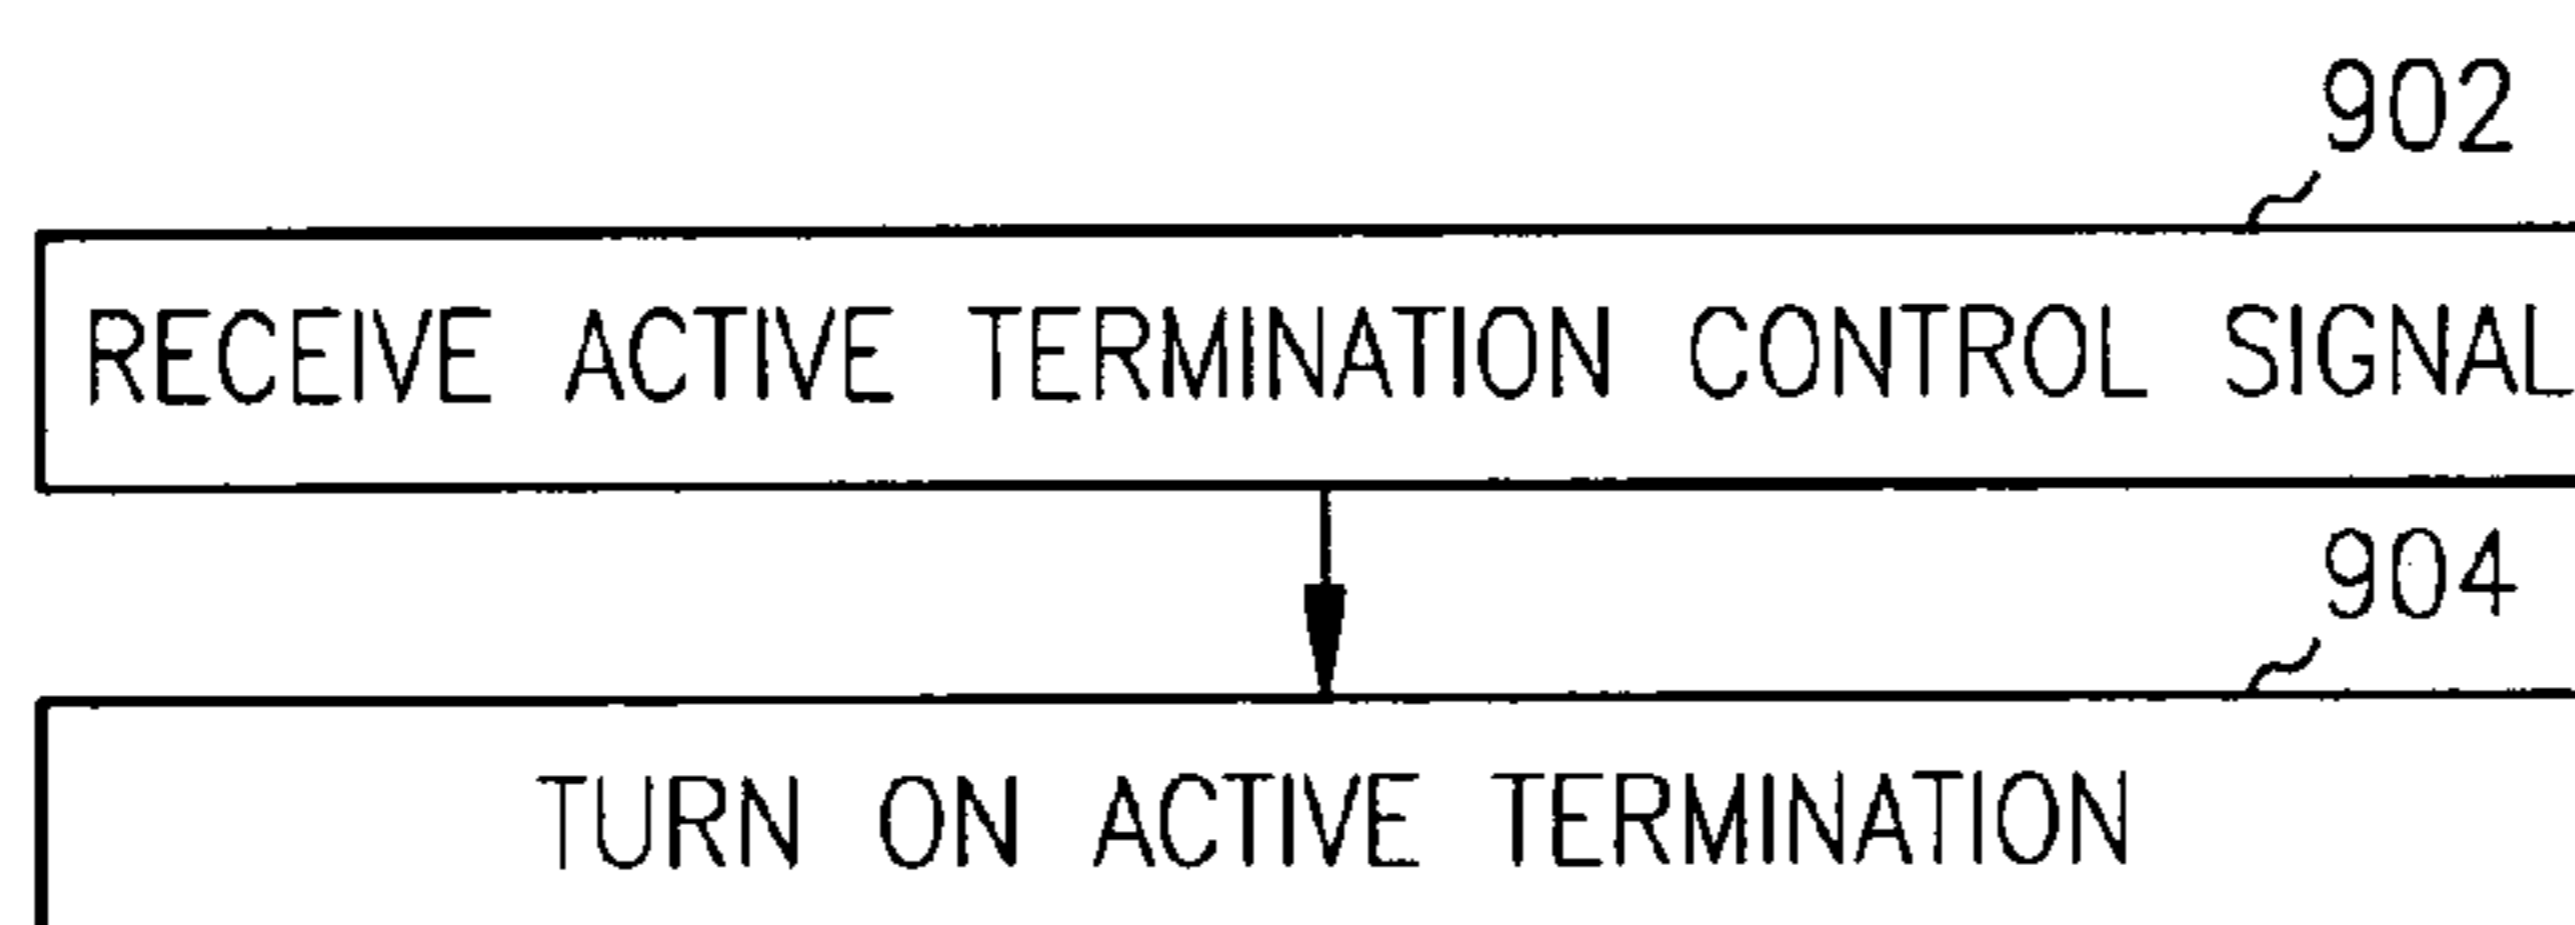 902
RECEIVE ACTIVE TERMINATION CONTROL SIGNAL
904
TURN ON ACTIVE TERMINATION